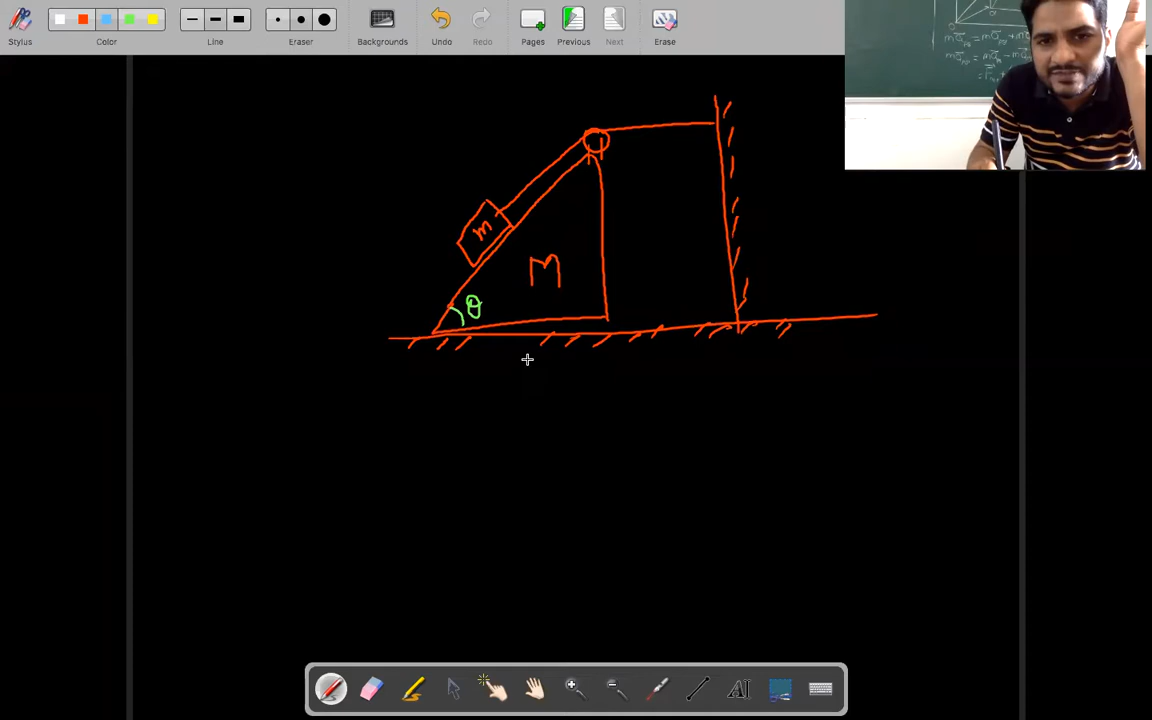 Stylus
Color
Line
Eraser
Backgrounds
Undo
Redo
Pages
Previous
Next
Erase
m
M
θ